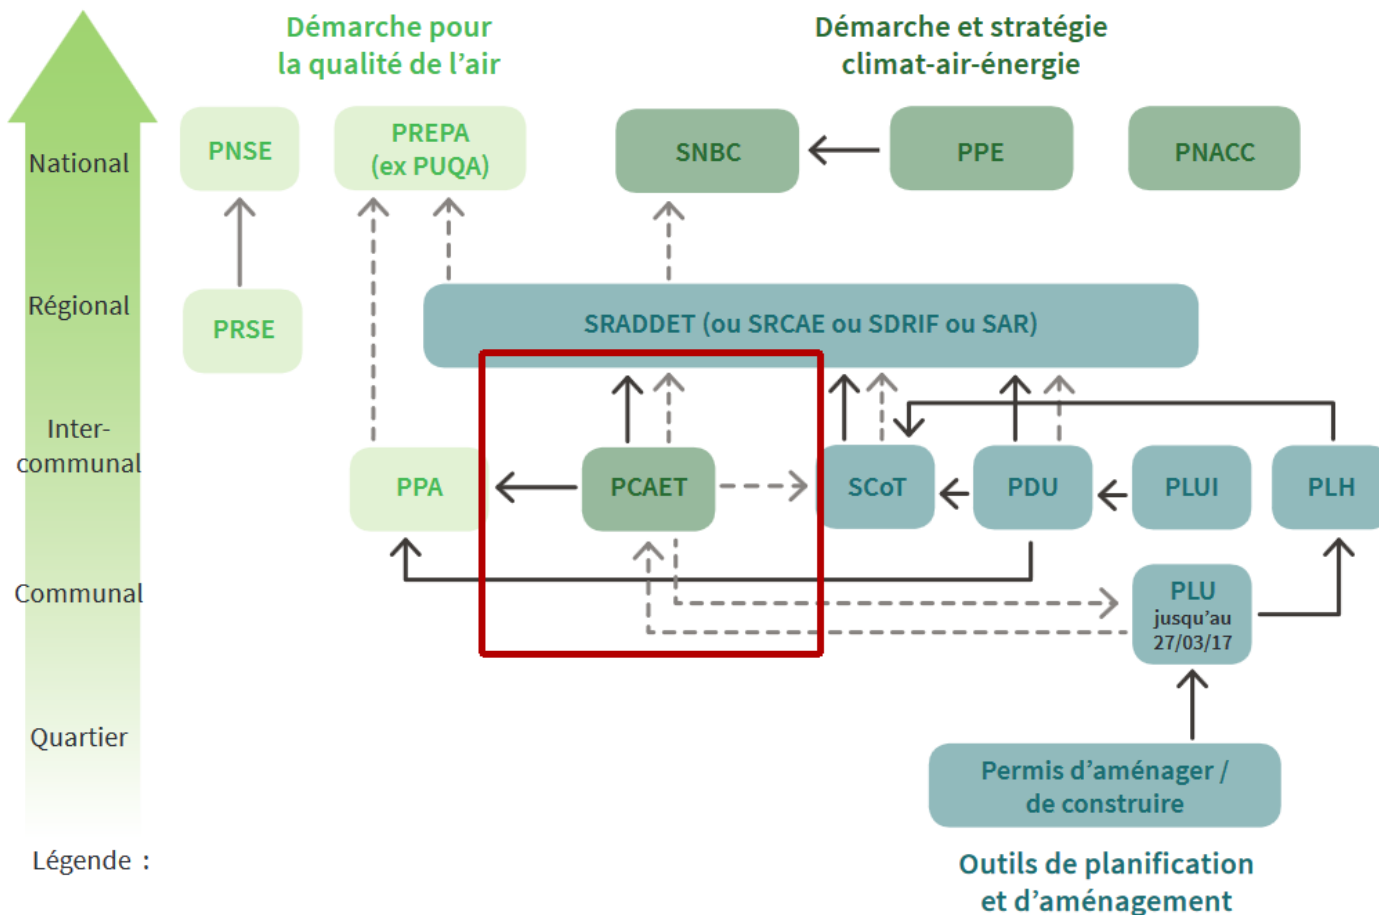 Démarche pour
la qualité de l’air
Démarche et stratégie
climat-air-énergie
National
PNSE
PREPA
(ex PUQA)
SNBC
PPE
PNACC
Régional
PRSE
SRADDET (ou SRCAE ou SDRIF ou SAR)
Inter-
communal
PPA
PCAET
SCoT
PDU
PLUI
PLH
Communal
PLU
jusqu’au
27/03/17
Quartier
Permis d’aménager /
de construire
Légende :
Outils de planification
et d’aménagement